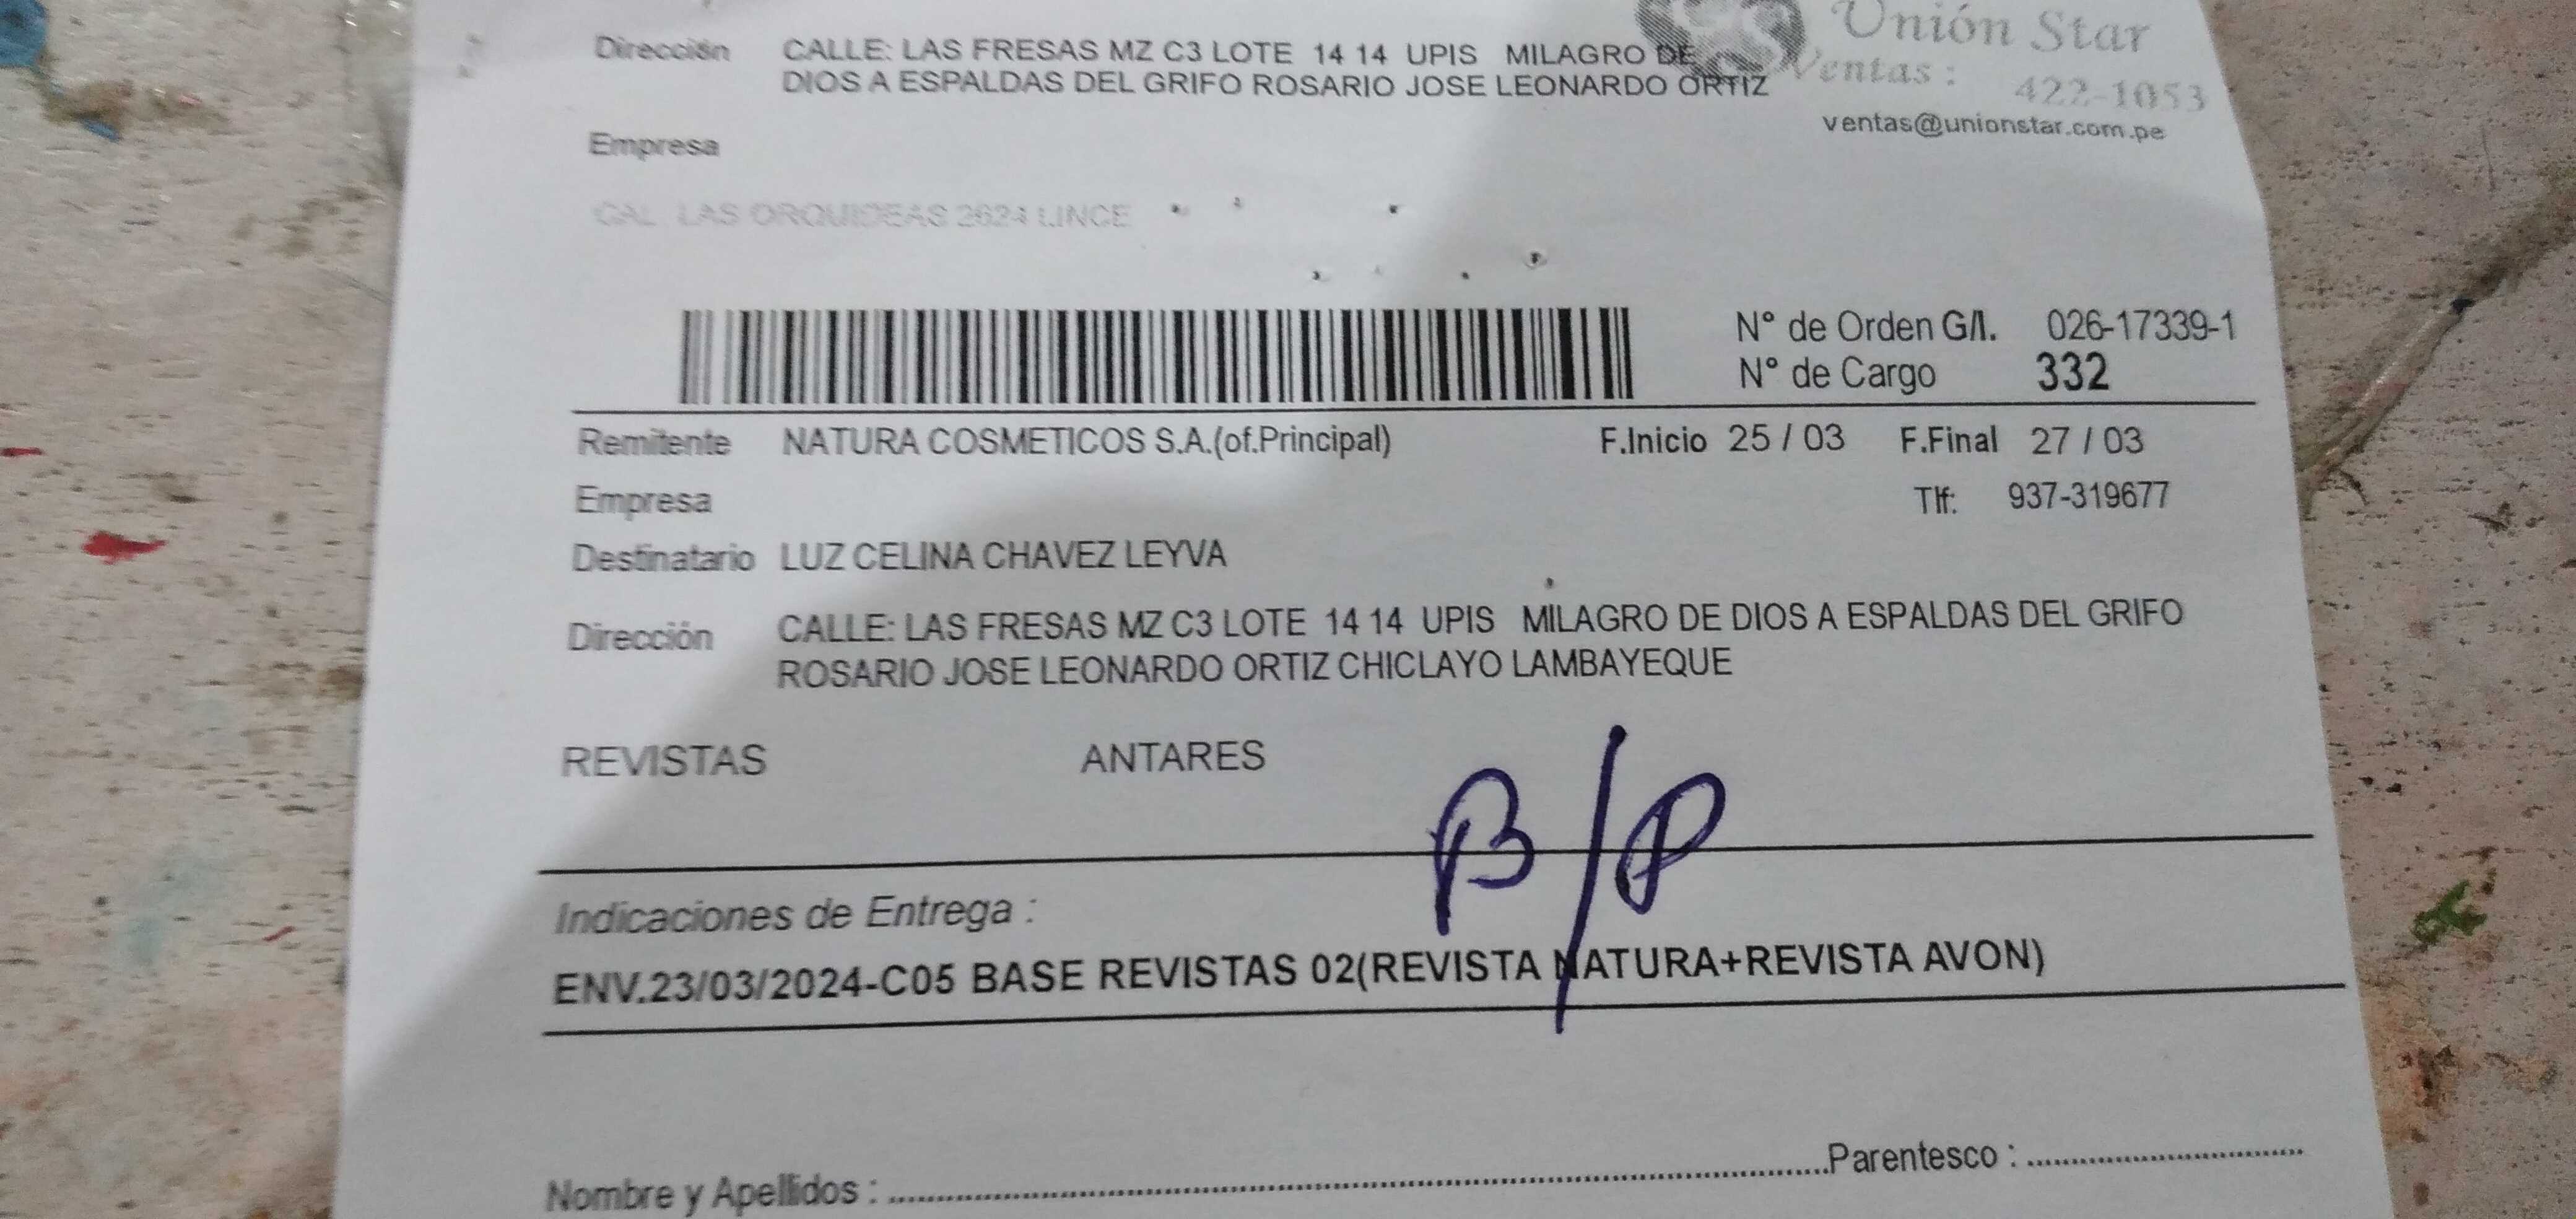 Unión Star
Ventas : 422-1053
ventas@unionstar.com.pe
Dirección CALLE: LAS FRESAS MZ C3 LOTE 14 14 UPIS MILAGRO DE
DIOS A ESPALDAS DEL GRIFO ROSARIO JOSE LEONARDO ORTIZ
Empresa
CAL LAS ORQUIDEAS 2624 LINCE
N° de Orden G/I. 026-17339-1
N° de Cargo 332
Remitente NATURA COSMETICOS S.A.(of.Principal) F.Inicio 25 / 03 F.Final 27 / 03
Empresa Tlf: 937-319677
Destinatario LUZ CELINA CHAVEZ LEYVA
Dirección CALLE: LAS FRESAS MZ C3 LOTE 14 14 UPIS MILAGRO DE DIOS A ESPALDAS DEL GRIFO
ROSARIO JOSE LEONARDO ORTIZ CHICLAYO LAMBAYEQUE
REVISTAS ANTARES
B/P
Indicaciones de Entrega :
ENV.23/03/2024-C05 BASE REVISTAS 02(REVISTA NATURA+REVISTA AVON)
Nombre y Apellidos : Parentesco :